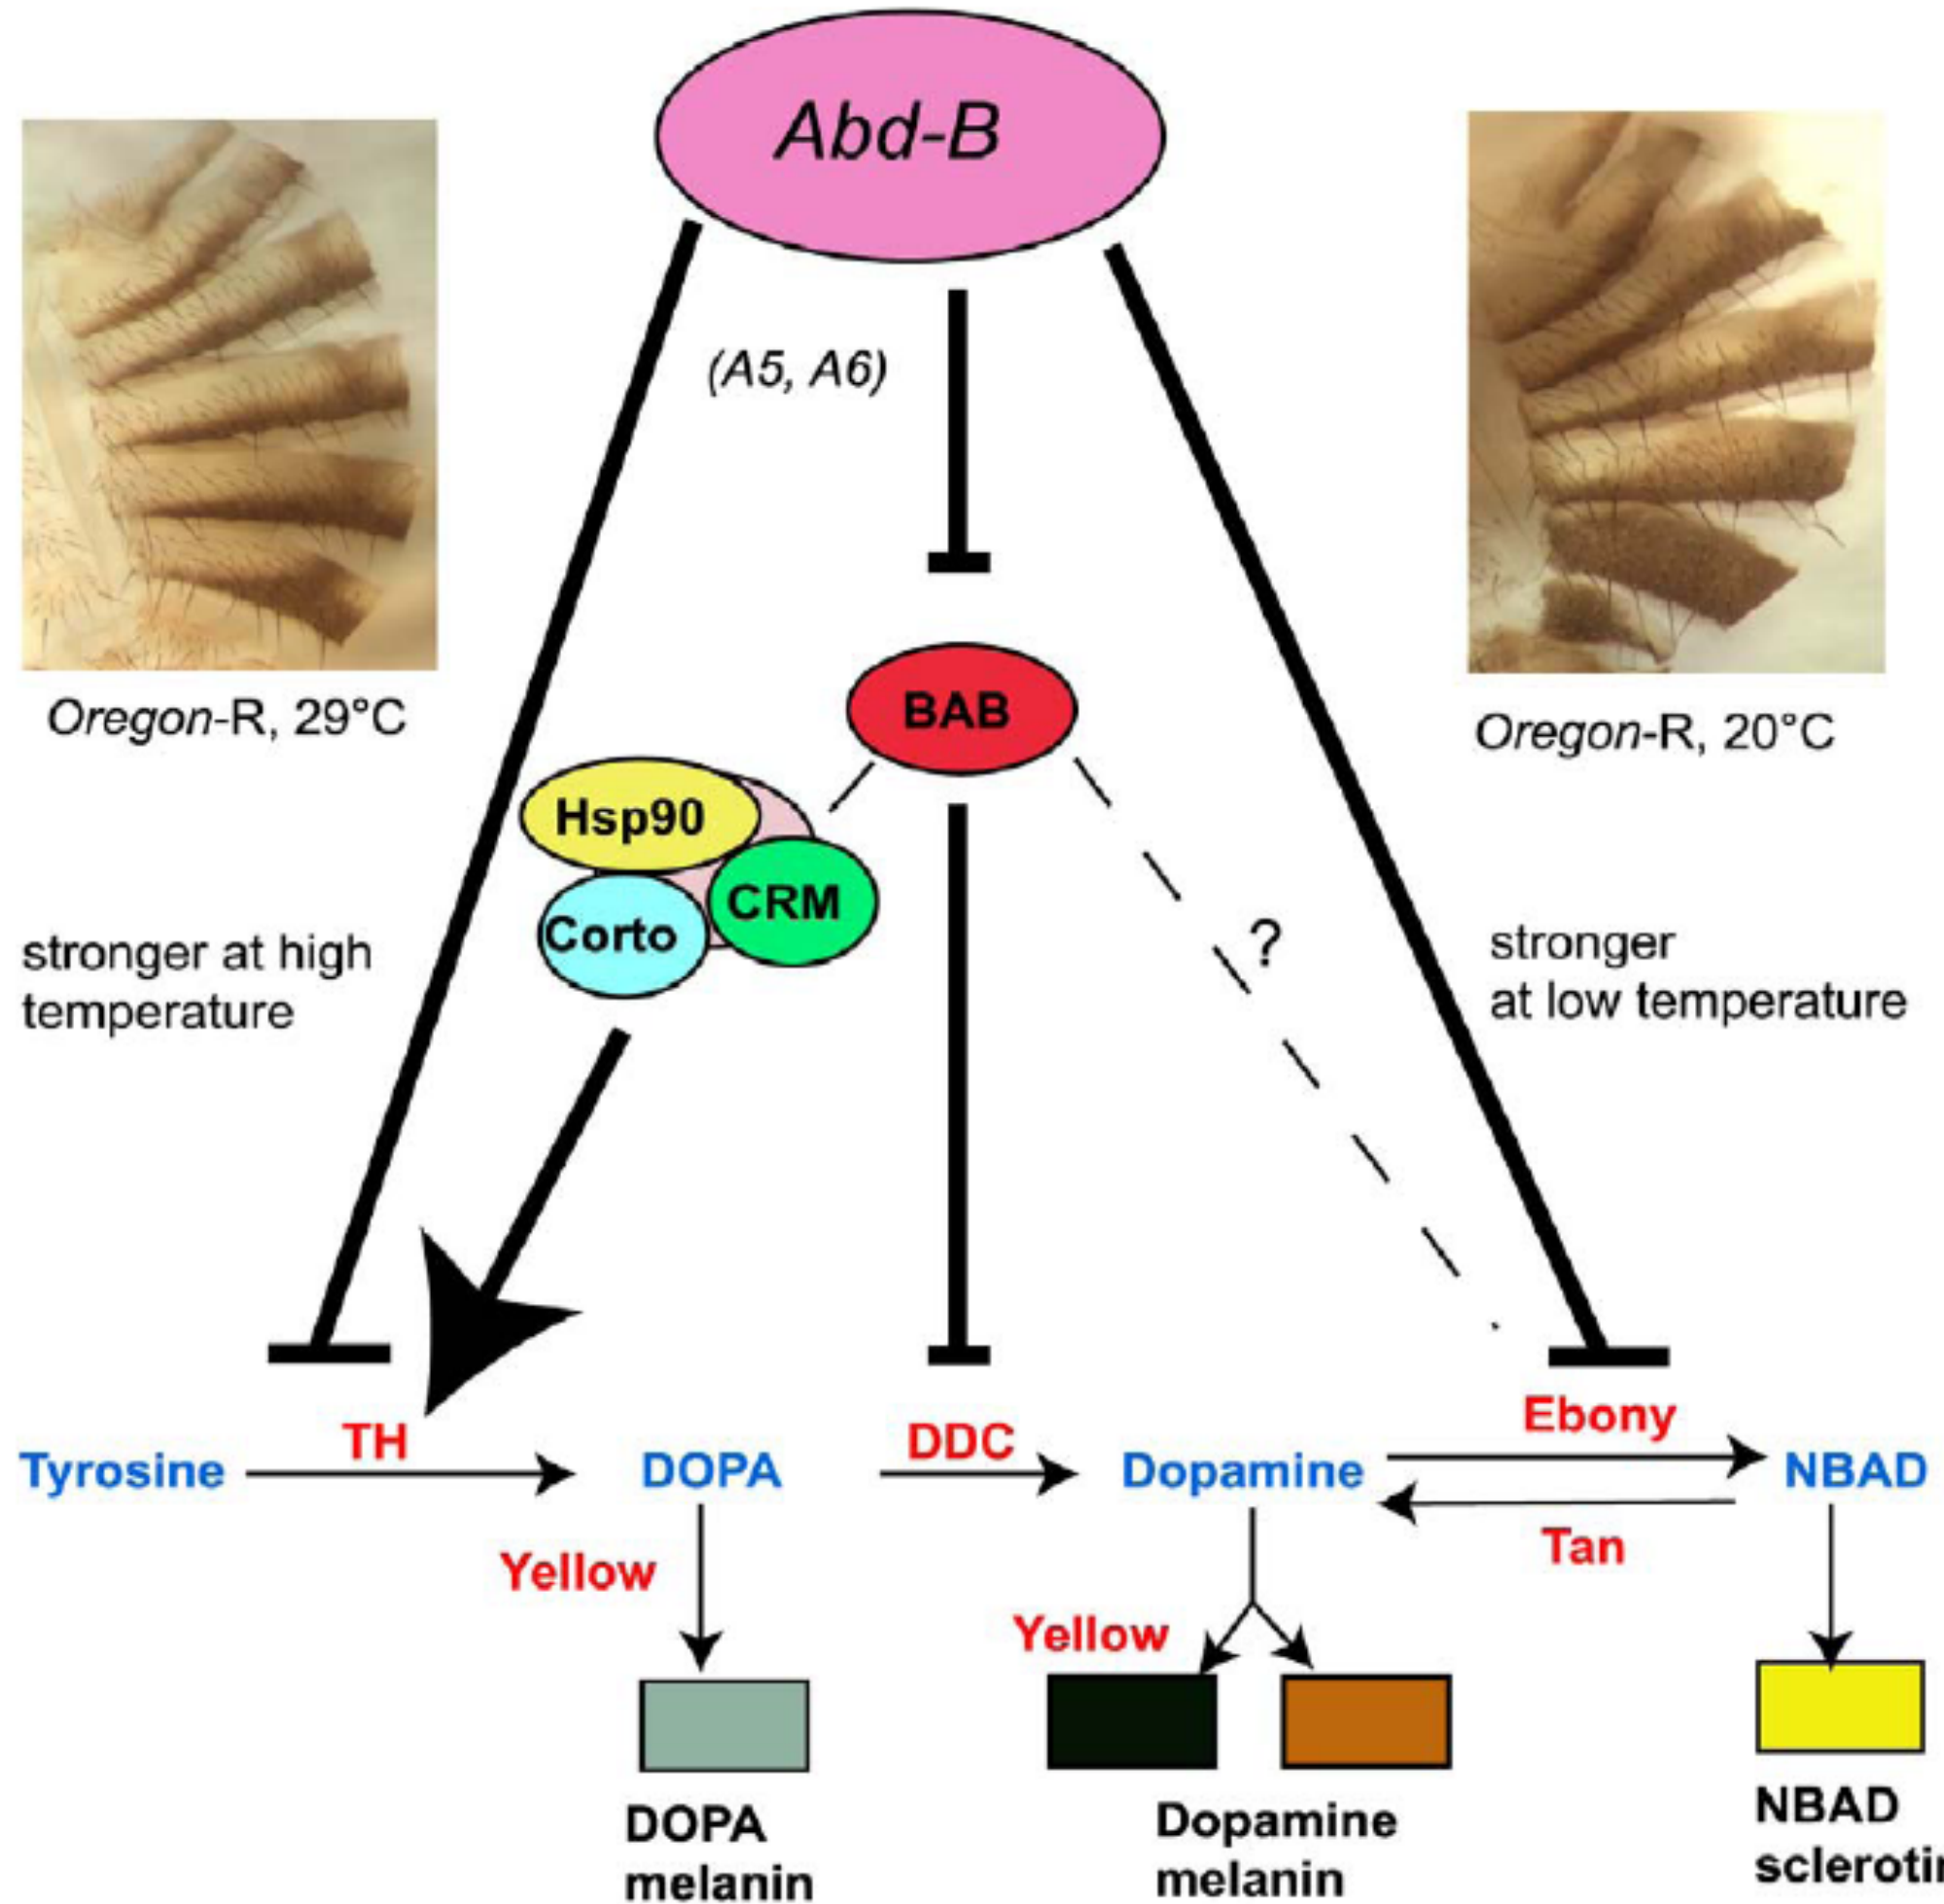 Abd-B
(A5, A6)
Oregon-R, 29°C
Oregon-R, 20°C
BAB
Hsp90
CRM
Corto
stronger at high
temperature
?
stronger
at low temperature
Tyrosine
TH
DOPA
DDC
Dopamine
Ebony
Tan
NBAD
Yellow
Yellow
DOPA
melanin
Dopamine
melanin
NBAD